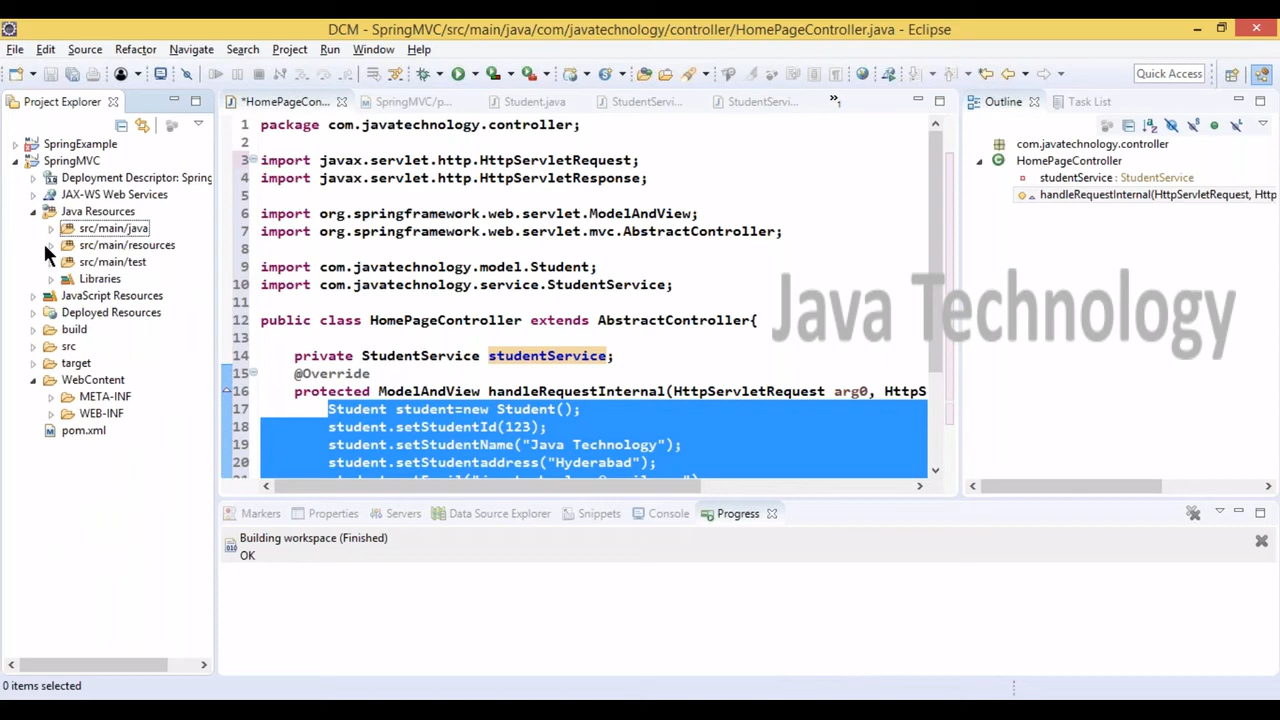 DCM - SpringMVC/src/main/java/com/javatechnology/controller/HomePageController.java - Eclipse
File Edit Source Refactor Navigate Search Project Run Window Help
Quick Access
Project Explorer
SpringExample
SpringMVC
Deployment Descriptor: Spring
JAX-WS Web Services
Java Resources
src/main/java
src/main/resources
src/main/test
Libraries
JavaScript Resources
Deployed Resources
build
src
target
WebContent
META-INF
WEB-INF
pom.xml
*HomePageCon... SpringMVC/p... Student.java StudentServi... StudentServi... »1
1 package com.javatechnology.controller;
2
3 import javax.servlet.http.HttpServletRequest;
4 import javax.servlet.http.HttpServletResponse;
5
6 import org.springframework.web.servlet.ModelAndView;
7 import org.springframework.web.servlet.mvc.AbstractController;
8
9 import com.javatechnology.model.Student;
10 import com.javatechnology.service.StudentService;
11
12 public class HomePageController extends AbstractController{
13
14 private StudentService studentService;
15 @Override
16 protected ModelAndView handleRequestInternal(HttpServletRequest arg0, HttpS
17 Student student=new Student();
18 student.setStudentId(123);
19 student.setStudentName("Java Technology");
20 student.setStudentaddress("Hyderabad");
Java Technology
Outline Task List
com.javatechnology.controller
HomePageController
studentService : StudentService
handleRequestInternal(HttpServletRequest, Http
Markers Properties Servers Data Source Explorer Snippets Console Progress
Building workspace (Finished)
OK
0 items selected